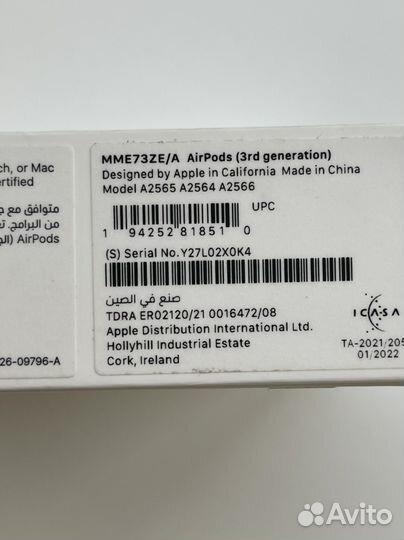 ch, or Mac
ertified
متوافق مع ج
من البرامج. تع
AirPods (الج
26-09796-A
MME73ZE/A AirPods (3rd generation)
Designed by Apple in California Made in China
Model A2565 A2564 A2566
UPC
1 94252 81851 0
(S) Serial No.Y27L02X0K4
صنع في الصين
TDRA ER02120/21 0016472/08
Apple Distribution International Ltd.
Hollyhill Industrial Estate
Cork, Ireland
ICASA
TA-2021/205
01/2022
Avito